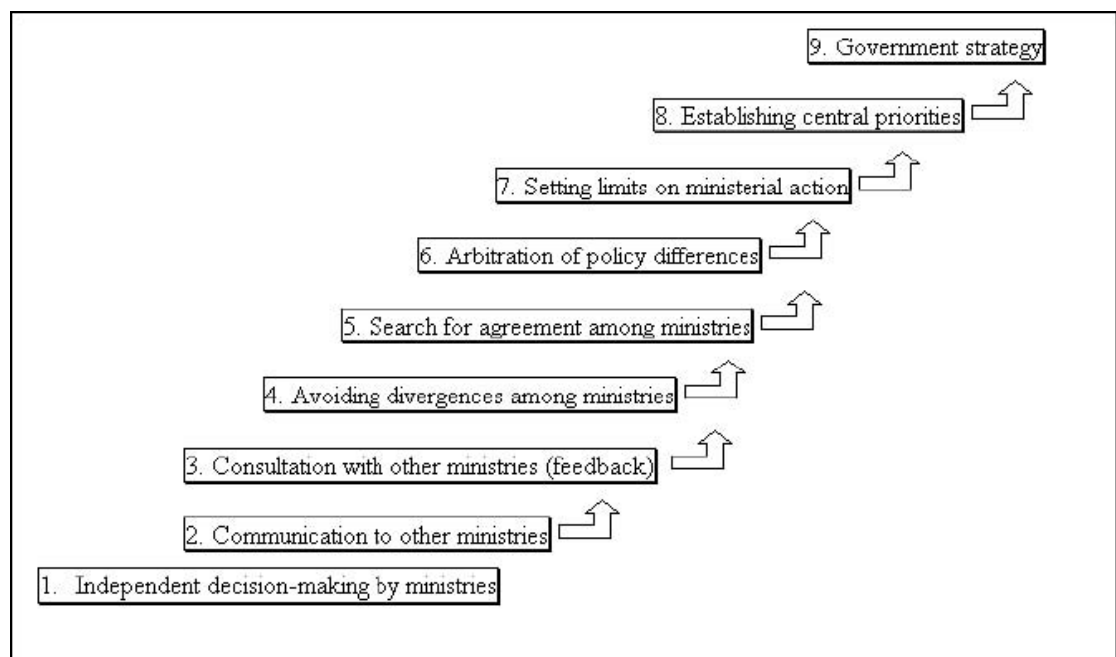 9. Government strategy
8. Establishing central priorities
7. Setting limits on ministerial action
6. Arbitration of policy differences
5. Search for agreement among ministries
4. Avoiding divergences among ministries
3. Consultation with other ministries (feedback)
2. Communication to other ministries
1. Independent decision-making by ministries